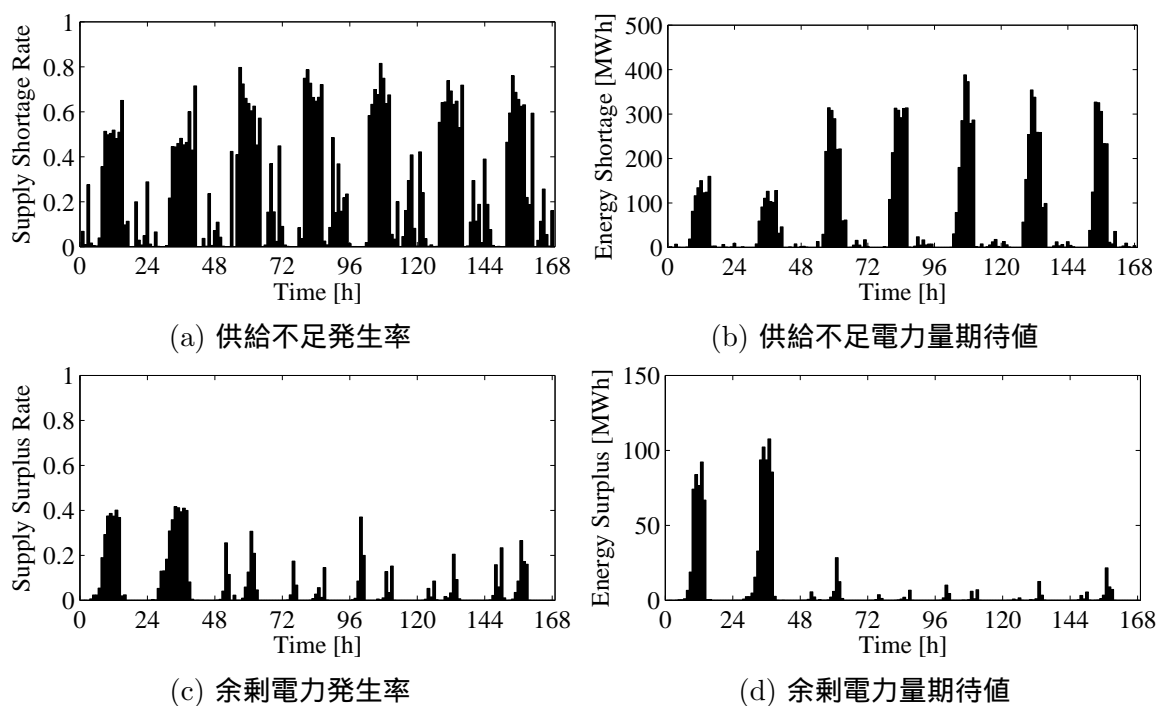 1
0.8
0.6
0.4
0.2
0
Supply Shortage Rate
0 24 48 72 96 120 144 168
Time [h]
(a) 供給不足発生率
500
400
300
200
100
0
Energy Shortage [MWh]
0 24 48 72 96 120 144 168
Time [h]
(b) 供給不足電力量期待値
1
0.8
0.6
0.4
0.2
0
Supply Surplus Rate
0 24 48 72 96 120 144 168
Time [h]
(c) 余剰電力発生率
150
100
50
0
Energy Surplus [MWh]
0 24 48 72 96 120 144 168
Time [h]
(d) 余剰電力量期待値